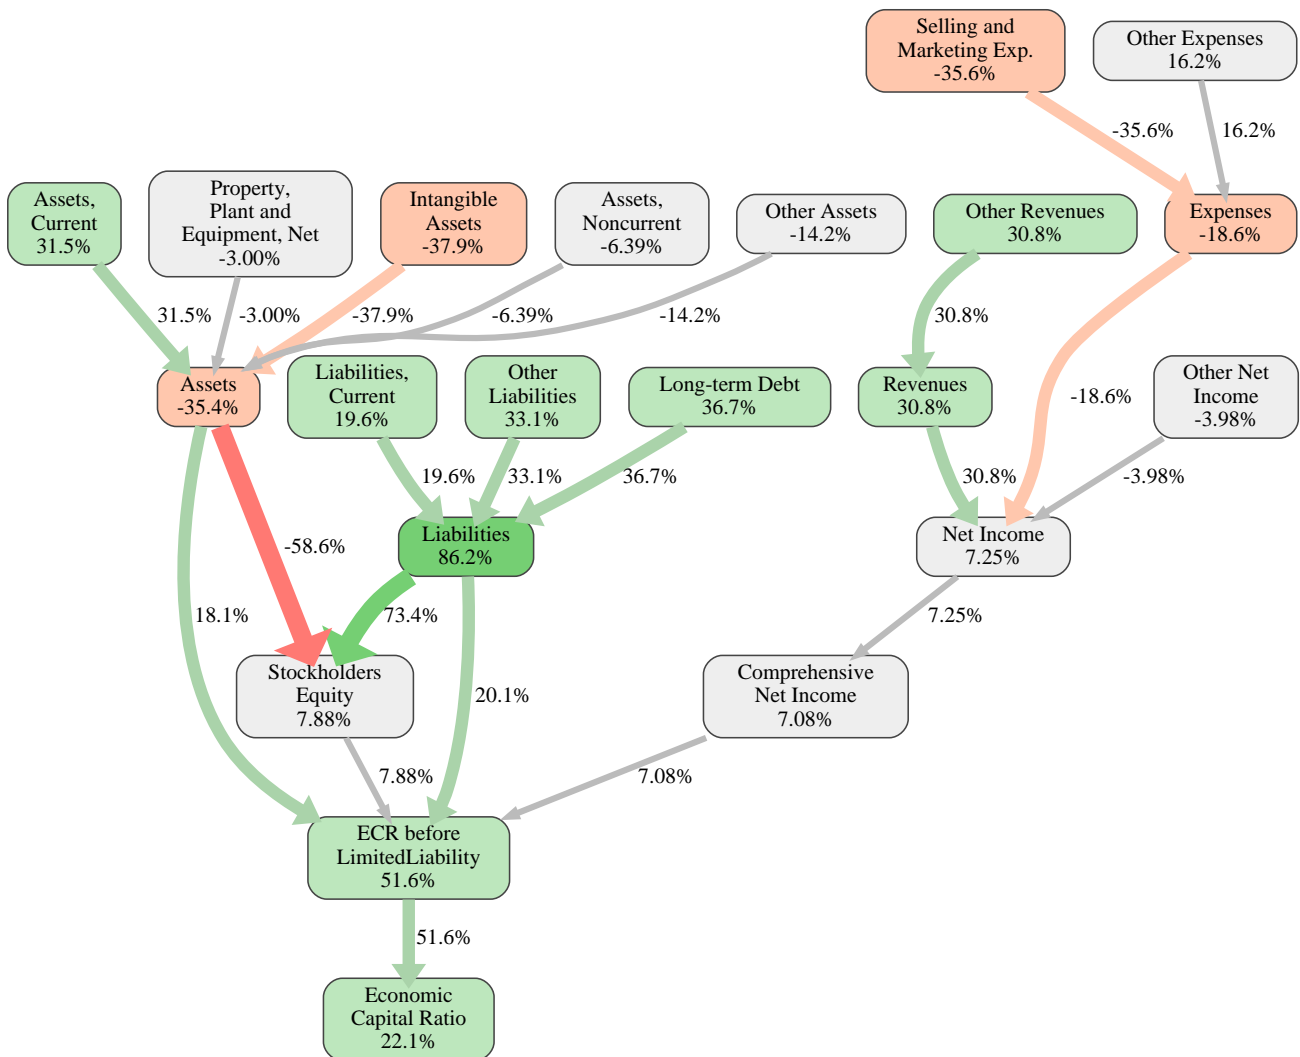 Selling and
Marketing Exp.
-35.6%
Other Expenses
16.2%
-35.6%
16.2%
Assets,
Current
31.5%
Property,
Plant and
Equipment, Net
-3.00%
Intangible
Assets
-37.9%
Assets,
Noncurrent
-6.39%
Other Assets
-14.2%
Other Revenues
30.8%
Expenses
-18.6%
31.5%
-3.00%
-37.9%
-6.39%
-14.2%
30.8%
Assets
-35.4%
Liabilities,
Current
19.6%
Other
Liabilities
33.1%
Long-term Debt
36.7%
Revenues
30.8%
-18.6%
Other Net
Income
-3.98%
19.6%
33.1%
36.7%
30.8%
-3.98%
-58.6%
Liabilities
86.2%
Net Income
7.25%
18.1%
73.4%
7.25%
Stockholders
Equity
7.88%
20.1%
Comprehensive
Net Income
7.08%
7.88%
7.08%
ECR before
LimitedLiability
51.6%
51.6%
Economic
Capital Ratio
22.1%